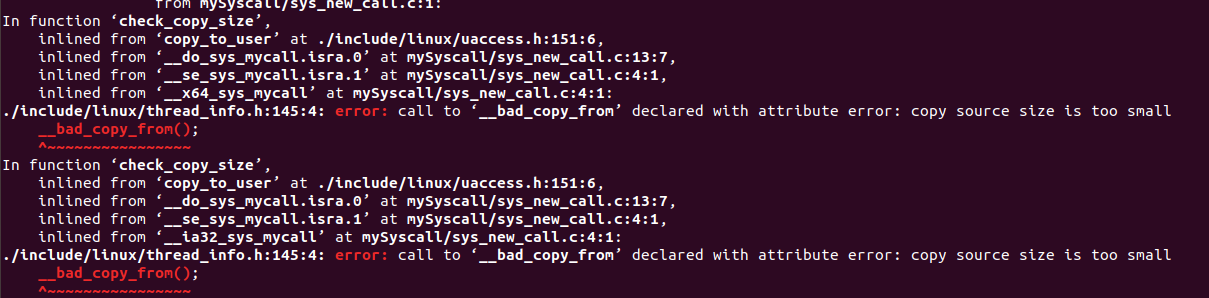 from mySyscall/sys_new_call.c:1:
In function ‘check_copy_size’,
    inlined from ‘copy_to_user’ at ./include/linux/uaccess.h:151:6,
    inlined from ‘__do_sys_mycall.isra.0’ at mySyscall/sys_new_call.c:13:7,
    inlined from ‘__se_sys_mycall.isra.1’ at mySyscall/sys_new_call.c:4:1,
    inlined from ‘__x64_sys_mycall’ at mySyscall/sys_new_call.c:4:1:
./include/linux/thread_info.h:145:4: error: call to ‘__bad_copy_from’ declared with attribute error: copy source size is too small
    __bad_copy_from();
    ^~~~~~~~~~~~~~~~~
In function ‘check_copy_size’,
    inlined from ‘copy_to_user’ at ./include/linux/uaccess.h:151:6,
    inlined from ‘__do_sys_mycall.isra.0’ at mySyscall/sys_new_call.c:13:7,
    inlined from ‘__se_sys_mycall.isra.1’ at mySyscall/sys_new_call.c:4:1,
    inlined from ‘__ia32_sys_mycall’ at mySyscall/sys_new_call.c:4:1:
./include/linux/thread_info.h:145:4: error: call to ‘__bad_copy_from’ declared with attribute error: copy source size is too small
    __bad_copy_from();
    ^~~~~~~~~~~~~~~~~